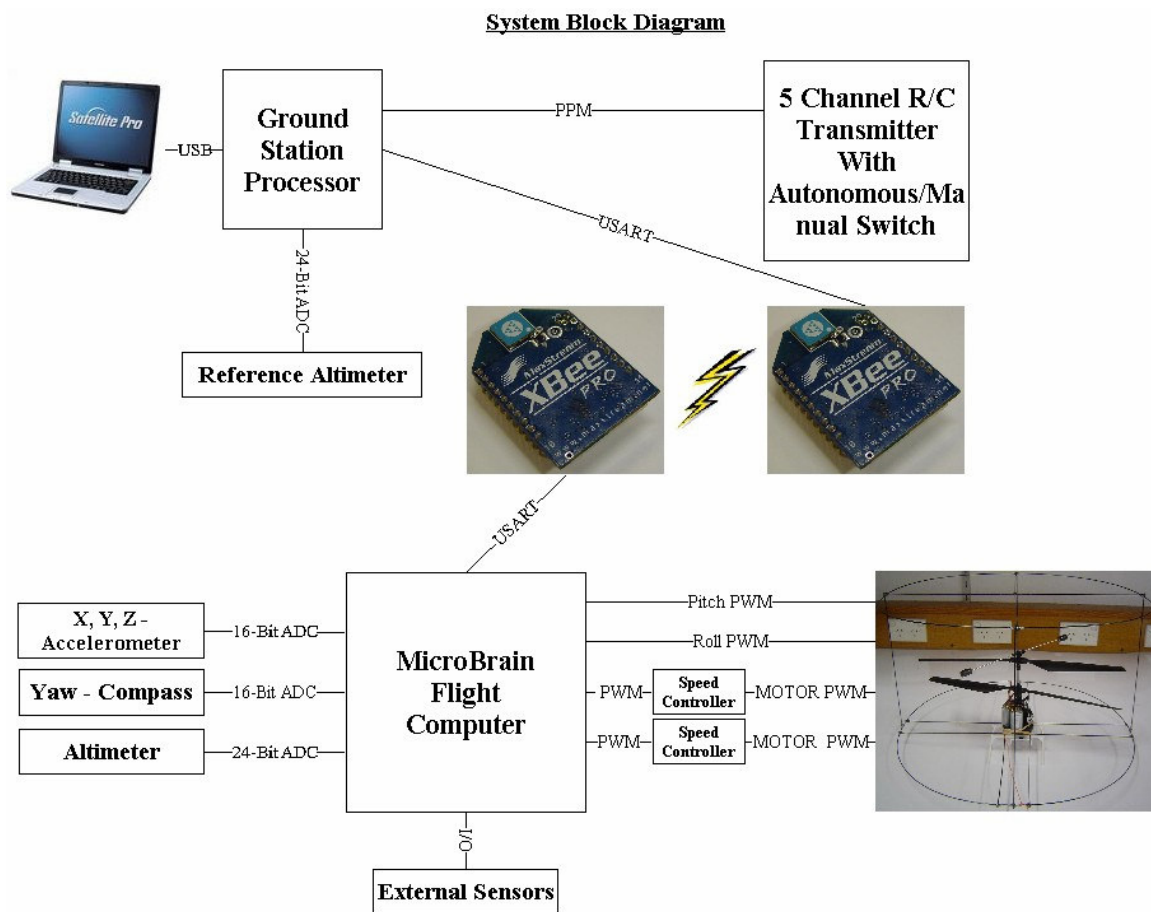 System Block Diagram
Satellite Pro
USB
Ground
Station
Processor
PPM
5 Channel R/C
Transmitter
With
Autonomous/Ma
nual Switch
USART
24-Bit ADC
Reference Altimeter
MaxStream
XBee
PRO
MaxStream
XBee
PRO
USART
X, Y, Z -
Accelerometer
16-Bit ADC
Yaw - Compass
16-Bit ADC
Altimeter
24-Bit ADC
MicroBrain
Flight
Computer
Pitch PWM
Roll PWM
PWM
Speed
Controller
MOTOR PWM
PWM
Speed
Controller
MOTOR PWM
I/O
External Sensors